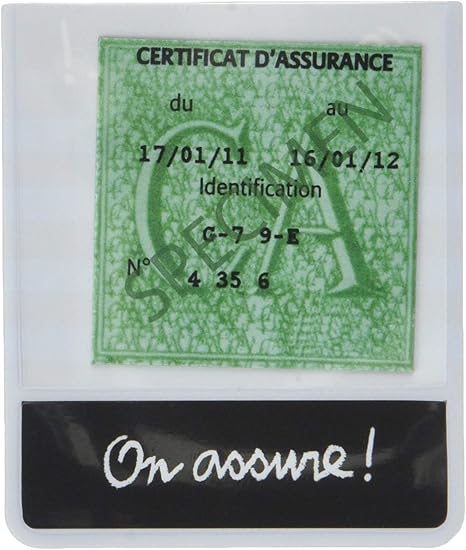 CERTIFICAT D'ASSURANCE
du au
17/01/11 16/01/12
Identification
G-7 9-E
N° 4 35 6
SPECIMEN
CA
On assure!